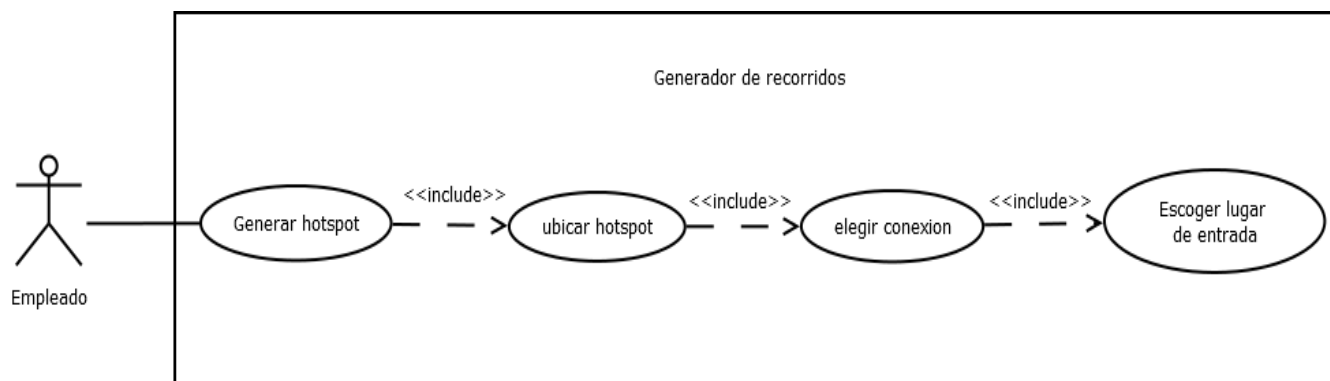 Generador de recorridos
Empleado
Generar hotspot
<<include>>
ubicar hotspot
<<include>>
elegir conexion
<<include>>
Escoger lugar
de entrada